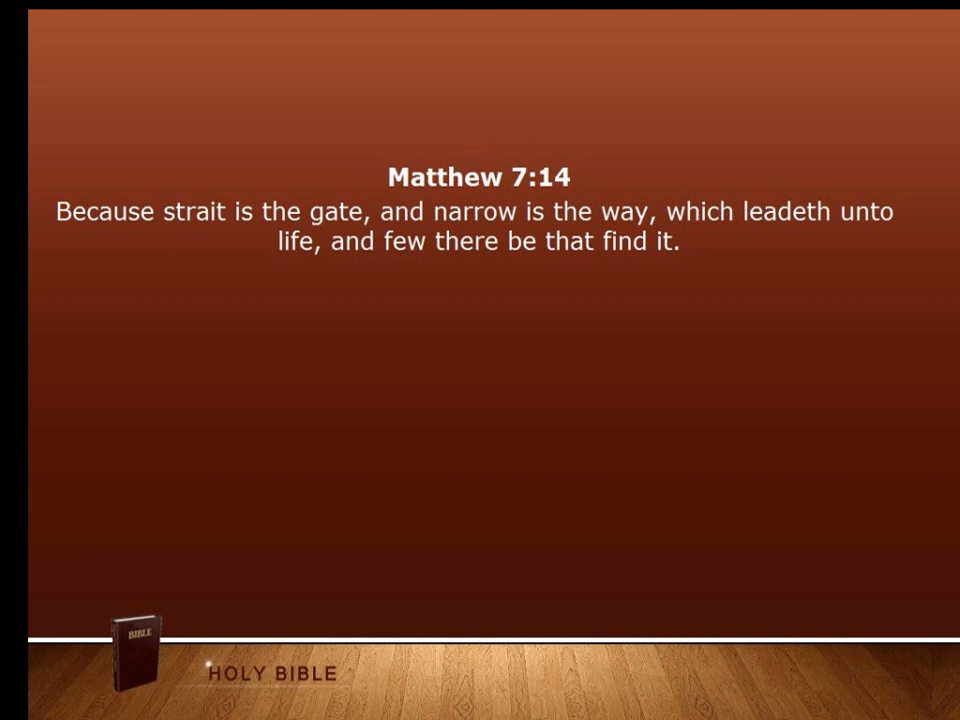 Matthew 7:14
Because strait is the gate, and narrow is the way, which leadeth unto
life, and few there be that find it.
BIBLE
HOLY BIBLE